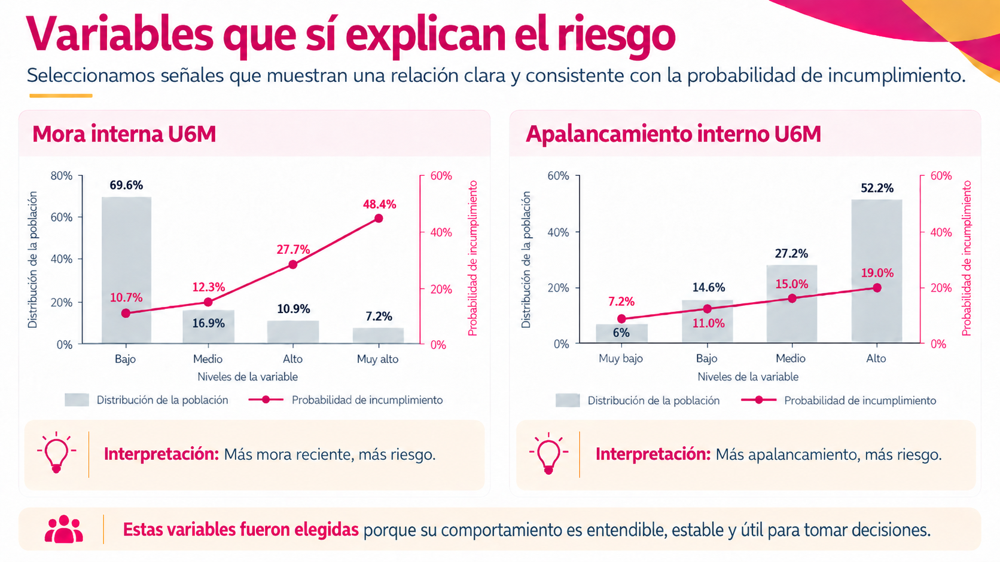 Variables que sí explican el riesgo
Seleccionamos señales que muestran una relación clara y consistente con la probabilidad de incumplimiento.
Mora interna U6M
80%
60%
40%
20%
0%
Distribución de la población
69.6%
16.9%
10.9%
7.2%
10.7%
12.3%
27.7%
48.4%
60%
40%
20%
0%
Probabilidad de incumplimiento
Bajo
Medio
Alto
Muy alto
Niveles de la variable
Distribución de la población
Probabilidad de incumplimiento
Interpretación: Más mora reciente, más riesgo.
Apalancamiento interno U6M
60%
40%
20%
0%
Distribución de la población
6%
14.6%
27.2%
52.2%
7.2%
11.0%
15.0%
19.0%
60%
40%
20%
0%
Probabilidad de incumplimiento
Muy bajo
Bajo
Medio
Alto
Niveles de la variable
Distribución de la población
Probabilidad de incumplimiento
Interpretación: Más apalancamiento, más riesgo.
Estas variables fueron elegidas porque su comportamiento es entendible, estable y útil para tomar decisiones.